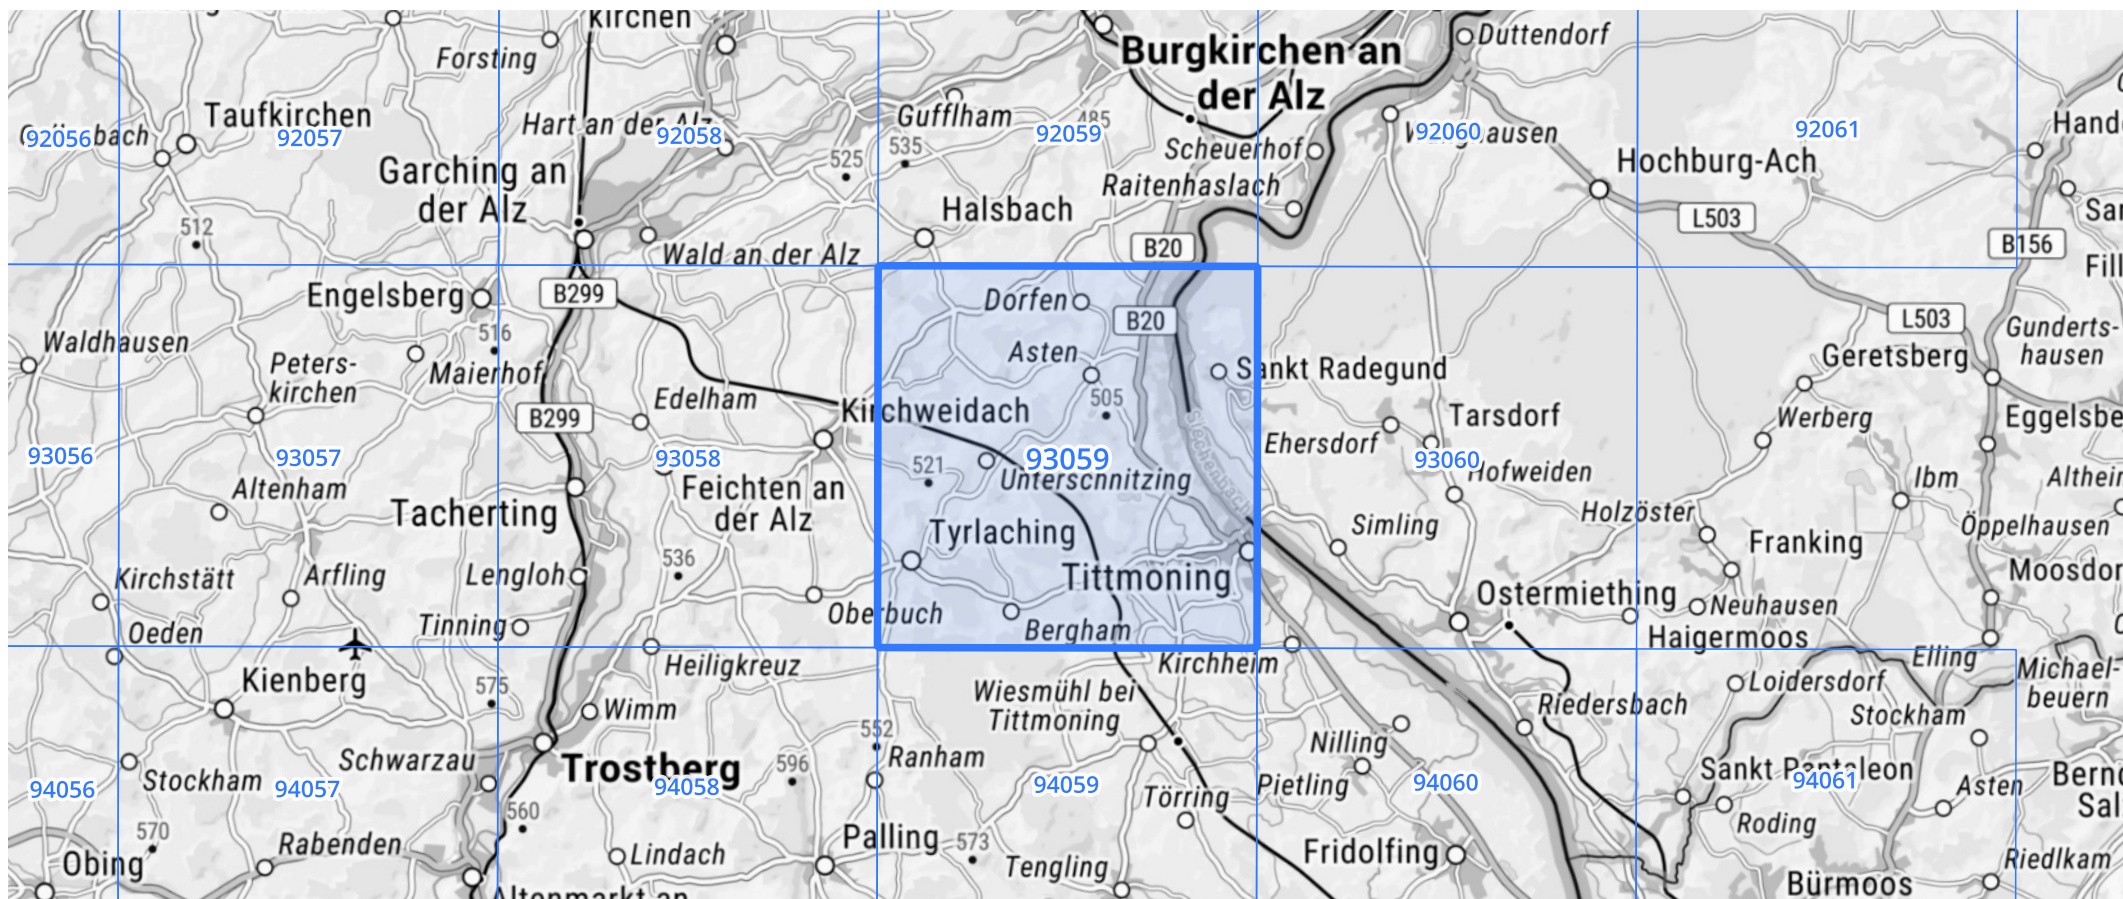 kirchen
Duttendorf
Forsting
Burgkirchen an
der Alz
Taufkirchen
Gufflham
485
Hart an der Alz
92056
bach
92057
92058
92059
92060
hausen
92061
Hand
Scheuerhof
525
535
Hochburg-Ach
Garching an
der Alz
Raitenhaslach
Halsbach
L503
512
Wald an der Alz
B20
B156
San
Fill
Engelsberg
B299
Dorfen
B20
L503
516
Waldhausen
Gunderts-
hausen
Peters-
kirchen
Maierhof
Asten
Sankt Radegund
Geretsberg
Edelham
505
B299
Kirchweidach
Tarsdorf
Werberg
Eggelsbe
Ehersdorf
93056
93057
93058
93059
93060
521
Hofweiden
Unterschnitzing
Siechenbach
Ibm
Altheim
Altenham
Feichten an
der Alz
Tacherting
Holzöster
Simling
Öppelhausen
Tyrlaching
Franking
536
Kirchstätt
Arfling
Lengloh
Tittmoning
Moosdor
Ostermiething
Oberbuch
Neuhausen
Tinning
Oeden
Bergham
Haigermoos
Kirchheim
Heiligkreuz
Elling
Michael-
beuern
Kienberg
575
Wiesmühl bei
Tittmoning
Loidersdorf
Wimm
Riedersbach
Stockham
552
Nilling
Schwarzau
Ranham
Trostberg
596
Sankt Pantaleon
Bernd
Sal
Stockham
94056
94057
94058
94059
94060
94061
Pietling
Asten
Törring
560
Roding
570
Rabenden
Palling
573
Obing
Lindach
Tengling
Fridolfing
Riedlkam
Bürmoos
Altenmarkt an